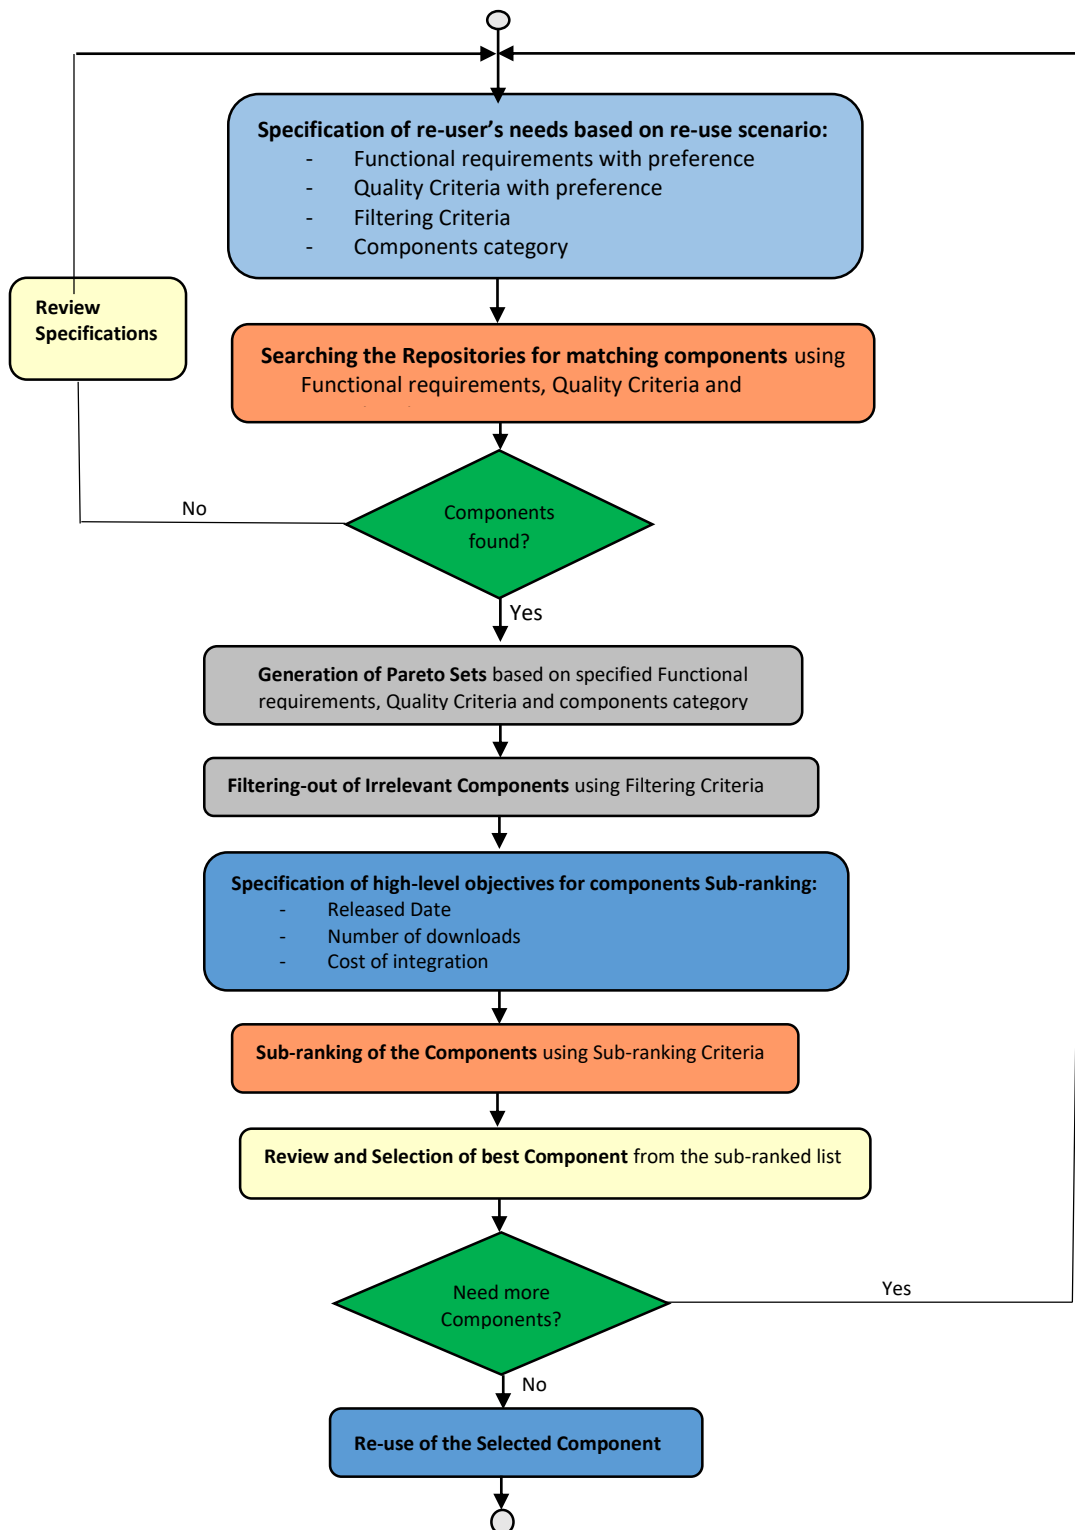 Specification of re-user's needs based on re-use scenario:
- Functional requirements with preference
- Quality Criteria with preference
- Filtering Criteria
- Components category
Review
Specifications
Searching the Repositories for matching components using
Functional requirements, Quality Criteria and
No
Components
found?
Yes
Generation of Pareto Sets based on specified Functional
requirements, Quality Criteria and components category
Filtering-out of Irrelevant Components using Filtering Criteria
Specification of high-level objectives for components Sub-ranking:
- Released Date
- Number of downloads
- Cost of integration
Sub-ranking of the Components using Sub-ranking Criteria
Review and Selection of best Component from the sub-ranked list
Need more
Components?
Yes
No
Re-use of the Selected Component